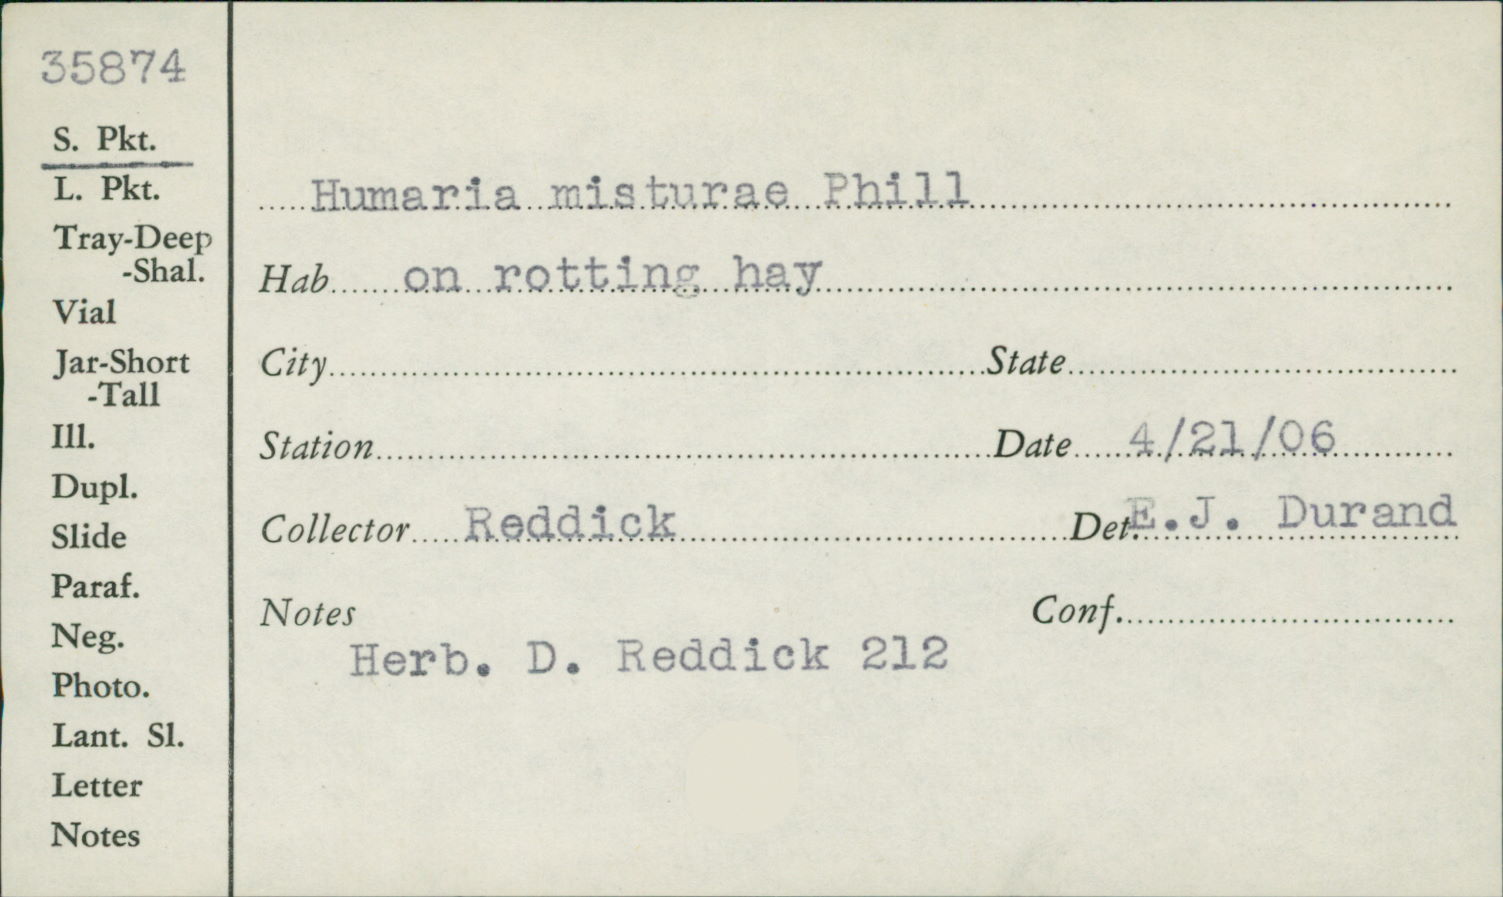 35874
S. Pkt.
L. Pkt.
Tray-Deep
-Shal.
Vial
Jar-Short
-Tall
Ill.
Dupl.
Slide
Paraf.
Neg.
Photo.
Lant. Sl.
Letter
Notes
Humaria misturae Phill
Hab on rotting hay
City State
Station Date 4/21/06
Collector Reddick Det. E.J. Durand
Notes Conf.
Herb. D. Reddick 212